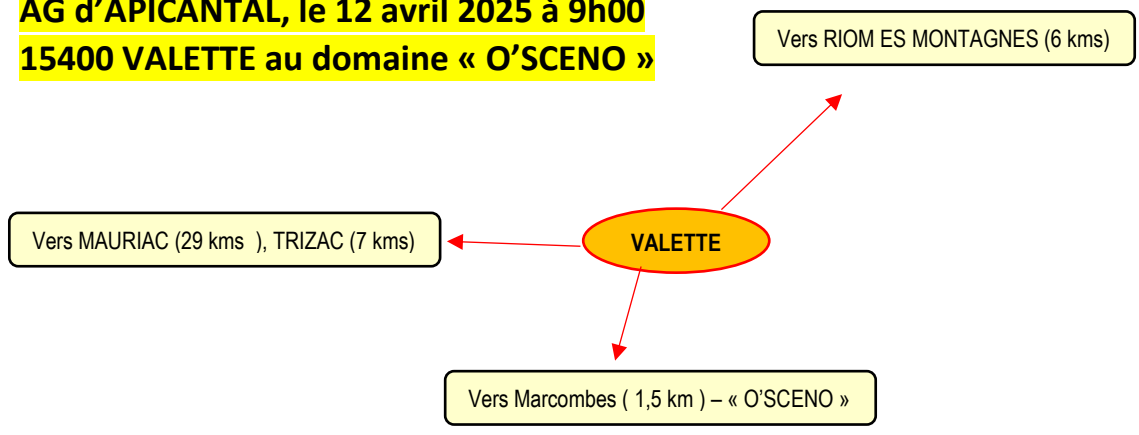 AG d’APICANTAL, le 12 avril 2025 à 9h00
15400 VALETTE au domaine « O’SCENO »
Vers RIOM ES MONTAGNES (6 kms)
Vers MAURIAC (29 kms  ), TRIZAC (7 kms)
VALETTE
Vers Marcombes ( 1,5 km ) – « O’SCENO »